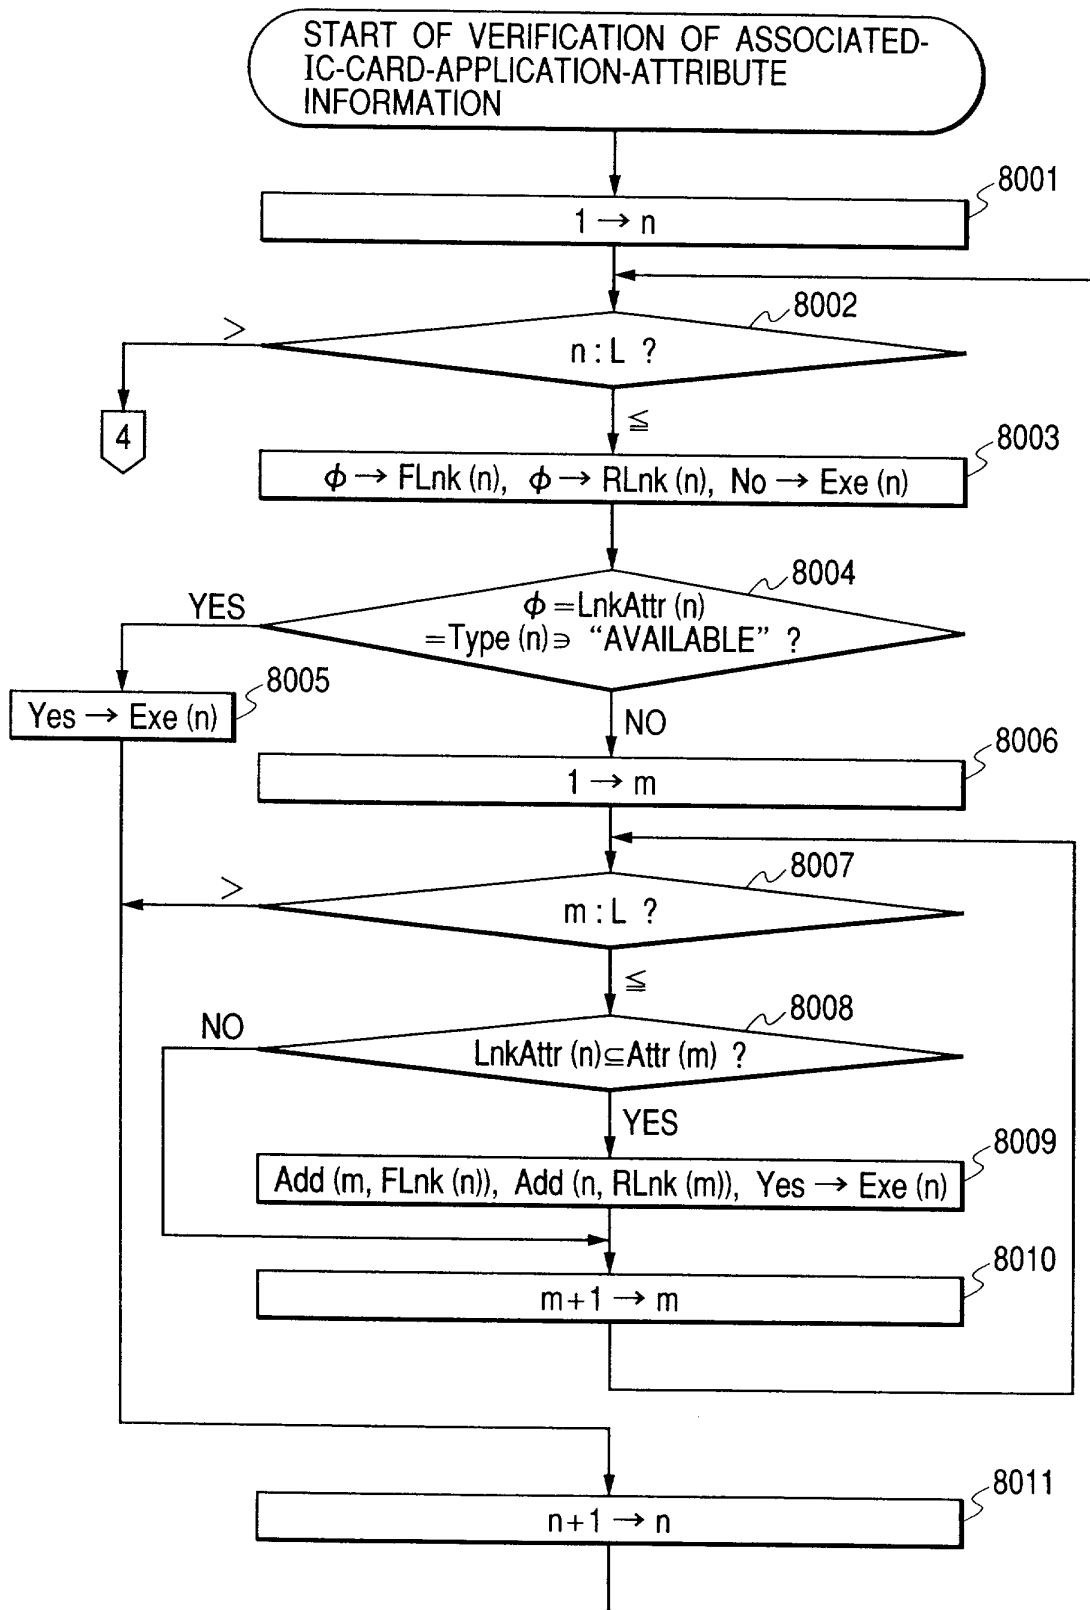 START OF VERIFICATION OF ASSOCIATED-
IC-CARD-APPLICATION-ATTRIBUTE
INFORMATION
8001
1 → n
8002
>
n : L ?
4
≦
8003
ϕ → FLnk (n), ϕ → RLnk (n), No → Exe (n)
8004
YES
ϕ =LnkAttr (n)
=Type (n)∍ “AVAILABLE” ?
8005
Yes → Exe (n)
NO
8006
1 → m
8007
>
m : L ?
≦
8008
NO
LnkAttr (n)⊆Attr (m) ?
YES
8009
Add (m, FLnk (n)), Add (n, RLnk (m)), Yes → Exe (n)
8010
m+1 → m
8011
n+1 → n